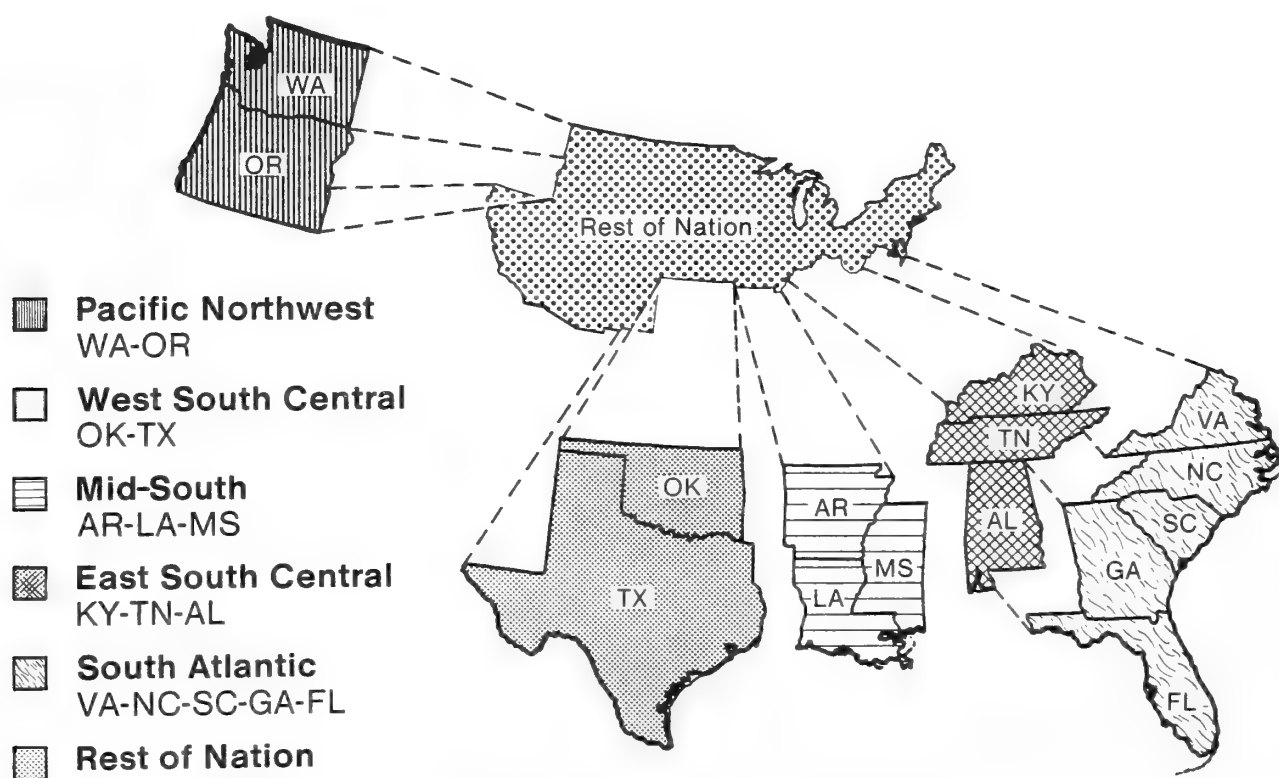 WA
OR
Rest of Nation
Pacific Northwest
WA-OR
West South Central
OK-TX
Mid-South
AR-LA-MS
East South Central
KY-TN-AL
South Atlantic
VA-NC-SC-GA-FL
Rest of Nation
OK
TX
AR
MS
LA
KY
TN
AL
VA
NC
SC
GA
FL